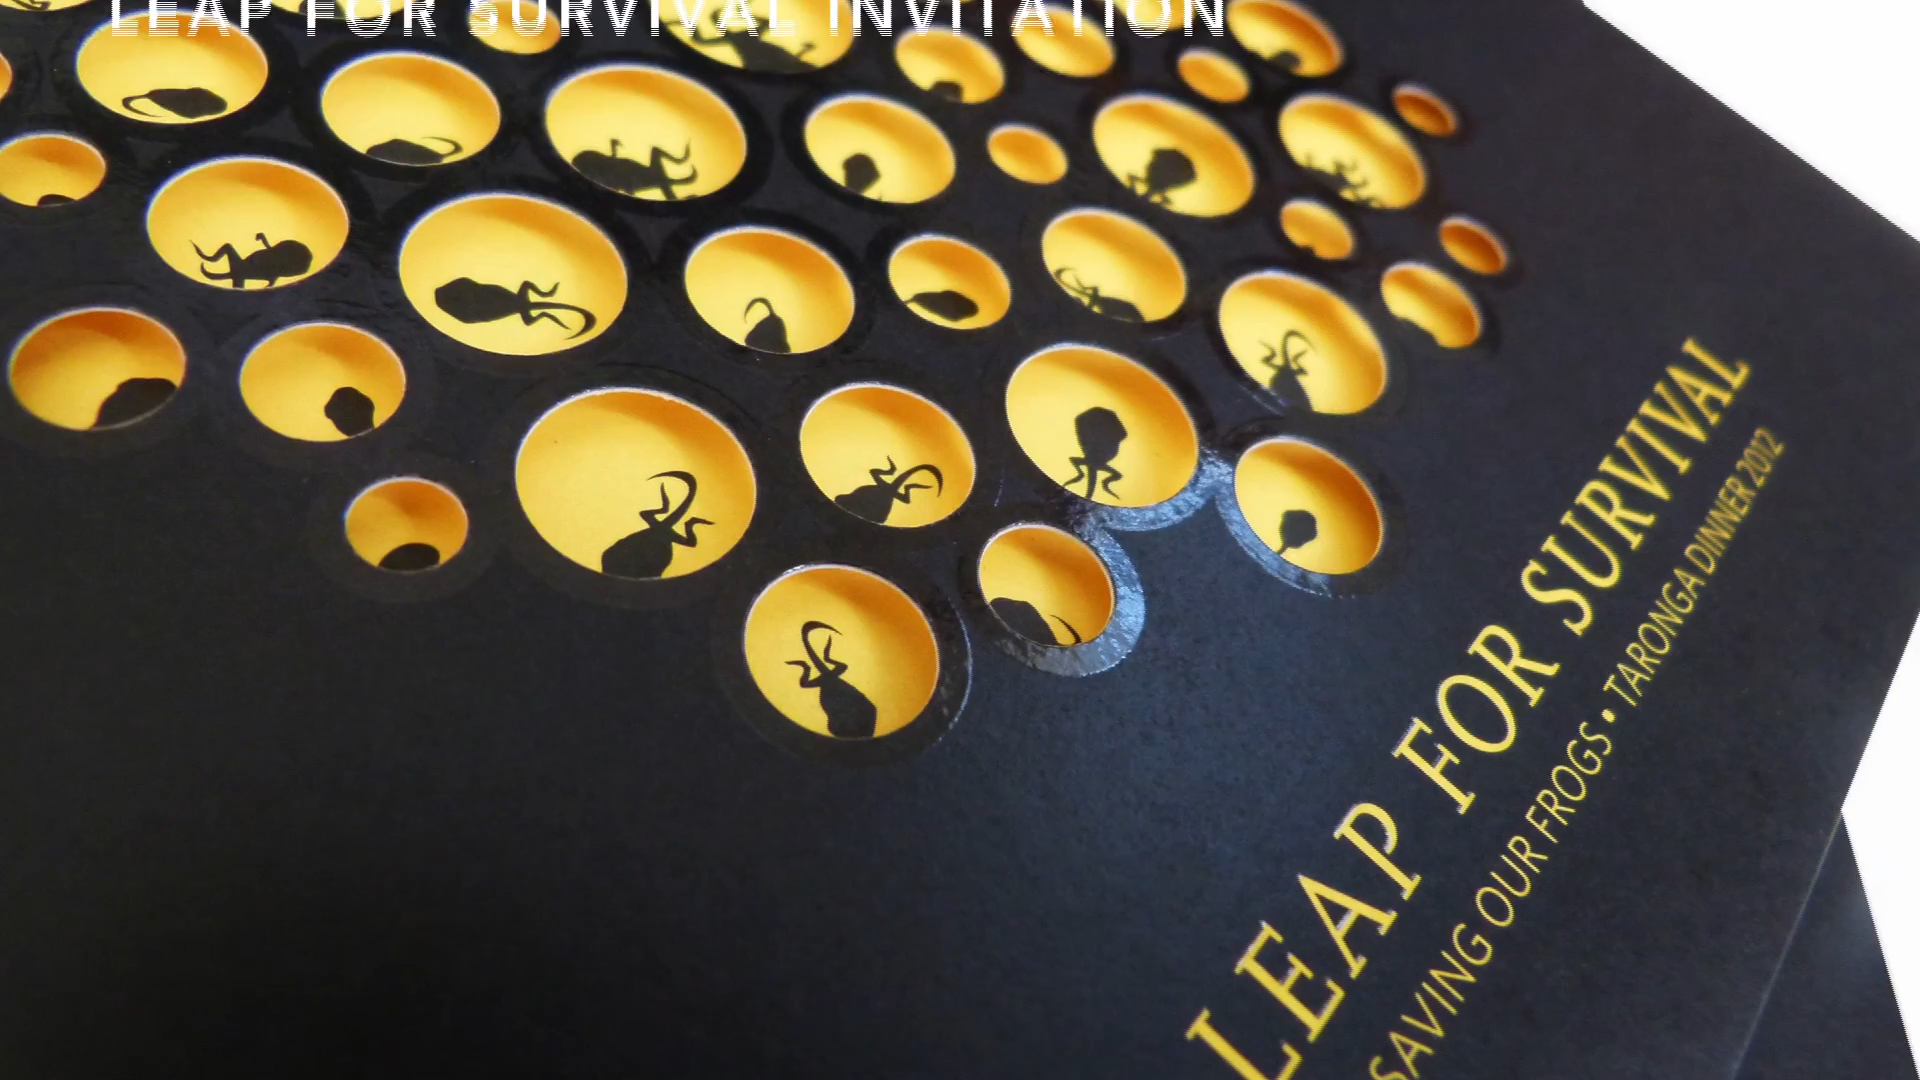 LEAP FOR SURVIVAL INVITATION
LEAP FOR SURVIVAL
SAVING OUR FROGS • TARONGA DINNER 2012